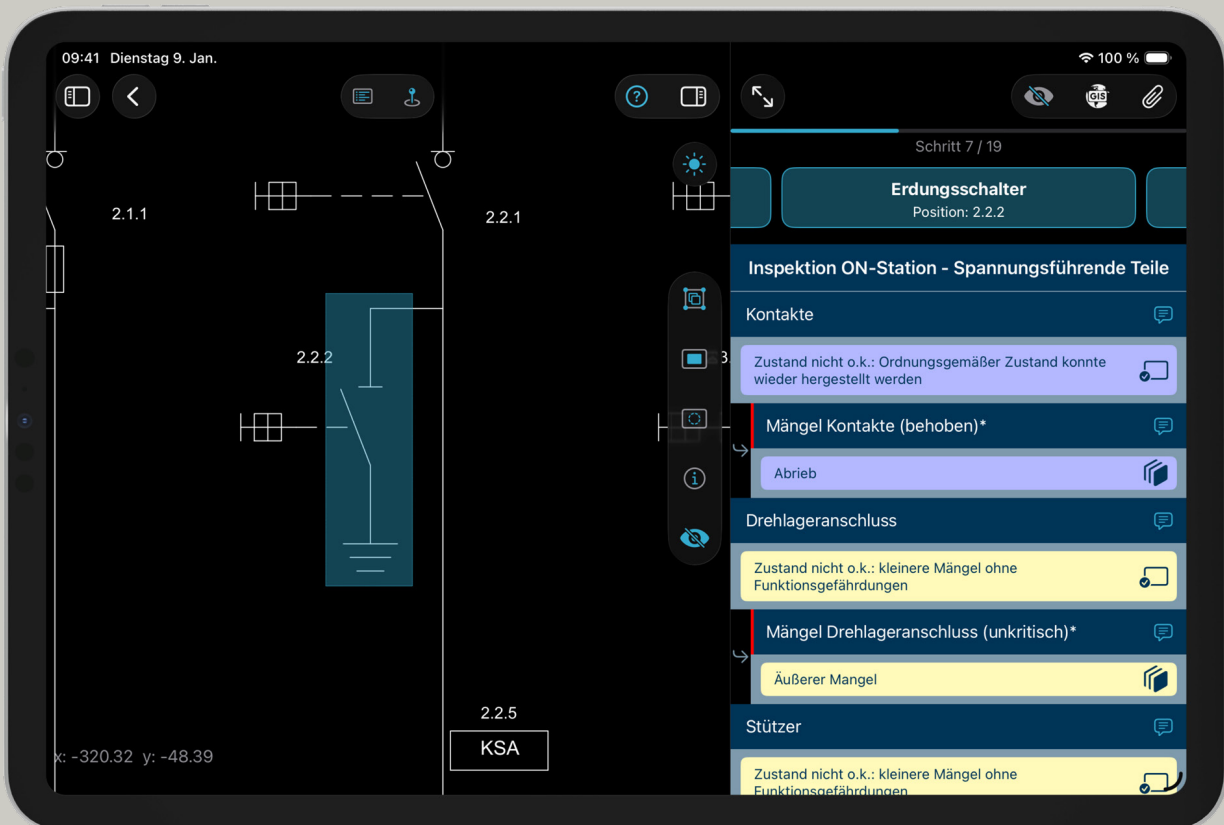 09:41 Dienstag 9. Jan.
100 %
GIS
Schritt 7 / 19
Erdungsschalter
Position: 2.2.2
2.1.1
2.2.1
2.2.2
3.
2.2.5
KSA
x: -320.32 y: -48.39
Inspektion ON-Station - Spannungsführende Teile
Kontakte
Zustand nicht o.k.: Ordnungsgemäßer Zustand konnte
wieder hergestellt werden
Mängel Kontakte (behoben)*
Abrieb
Drehlageranschluss
Zustand nicht o.k.: kleinere Mängel ohne
Funktionsgefährdungen
Mängel Drehlageranschluss (unkritisch)*
Äußerer Mangel
Stützer
Zustand nicht o.k.: kleinere Mängel ohne
Funktionsgefährdungen